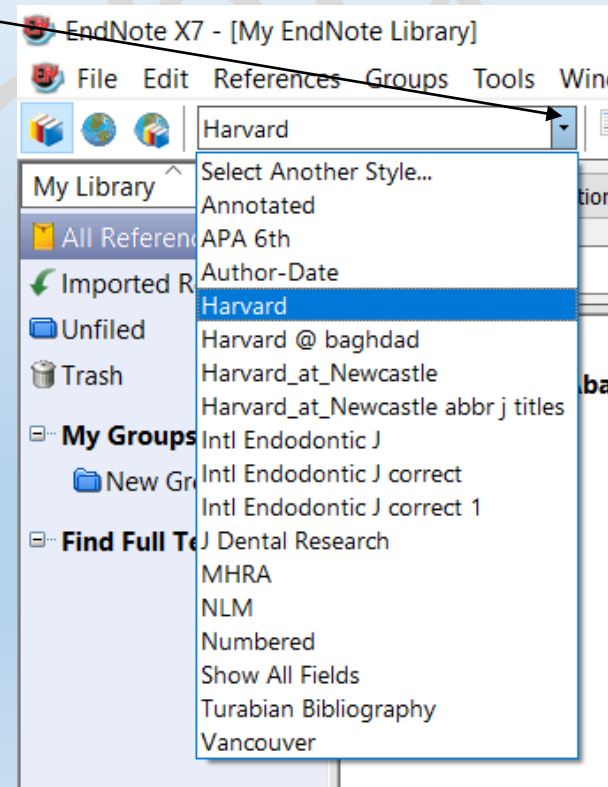 EndNote X7 - [My EndNote Library]
File Edit References Groups Tools
Harvard
My Library
All
Imported
Unfiled
Trash
My Groups
New
Find Full
Select Another Style...
Annotated
APA 6th
Author-Date
Harvard
Harvard @ baghdad
Harvard_at_Newcastle
Harvard_at_Newcastle abbr j titles
Intl Endodontic J
Intl Endodontic J correct
Intl Endodontic J correct 1
J Dental Research
MHRA
NLM
Numbered
Show All Fields
Turabian Bibliography
Vancouver